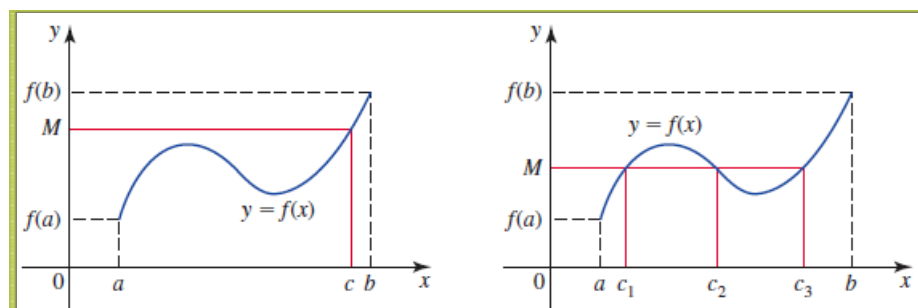 y
f(b)
M
f(a)
y = f(x)
0
a
c
b
x
y
f(b)
y = f(x)
M
f(a)
0
a
c₁
c₂
c₃
b
x